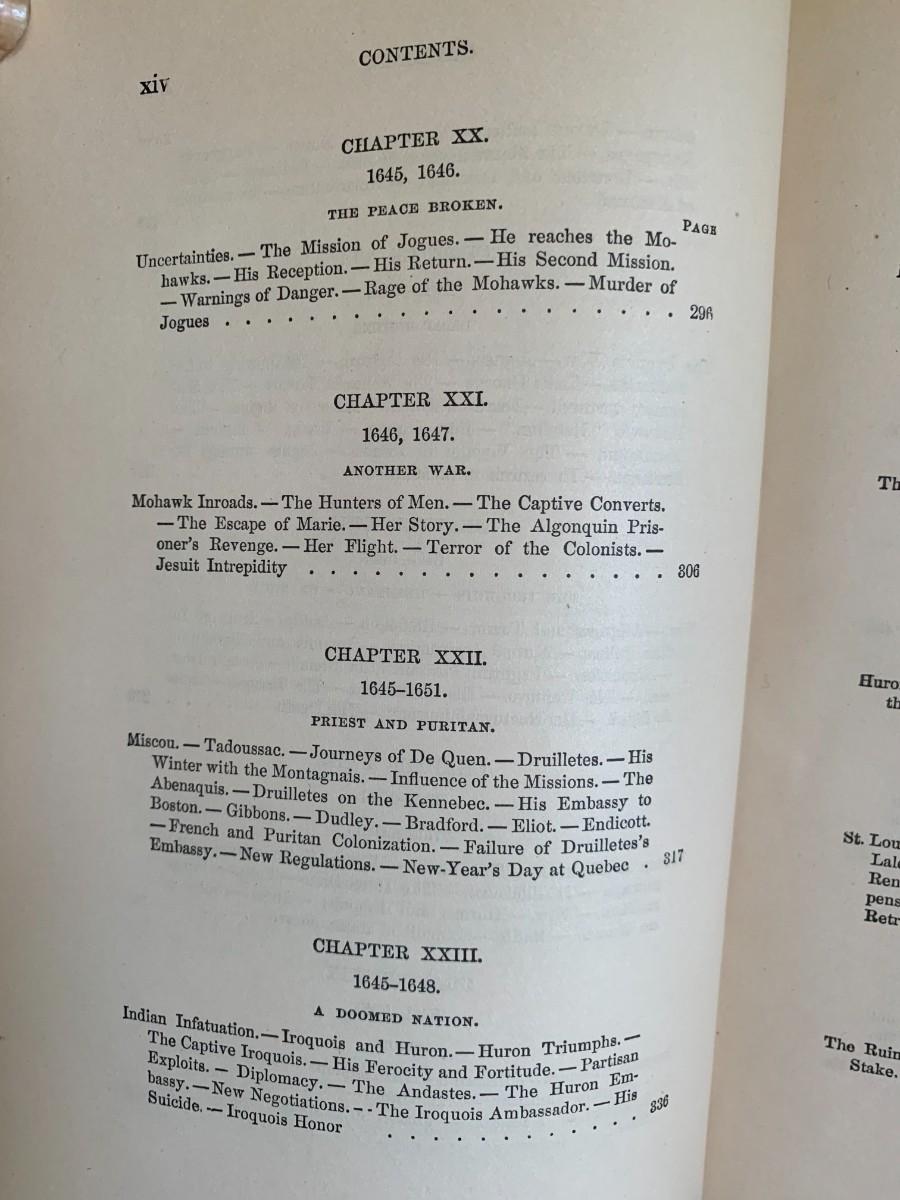 CONTENTS.
xiv
CHAPTER XX.
1645, 1646.
THE PEACE BROKEN.
PAGE
Uncertainties. — The Mission of Jogues. — He reaches the Mo-
hawks. — His Reception. — His Return. — His Second Mission.
— Warnings of Danger. — Rage of the Mohawks. — Murder of
Jogues . . . . . . . . . . . . . . . . . . 296
CHAPTER XXI.
1646, 1647.
ANOTHER WAR.
Mohawk Inroads. — The Hunters of Men. — The Captive Converts.
— The Escape of Marie. — Her Story. — The Algonquin Pris-
oner's Revenge. — Her Flight. — Terror of the Colonists. —
Jesuit Intrepidity . . . . . . . . . . . . . . 306
CHAPTER XXII.
1645–1651.
PRIEST AND PURITAN.
Miscou. — Tadoussac. — Journeys of De Quen. — Druilletes. — His
Winter with the Montagnais. — Influence of the Missions. — The
Abenaquis. — Druilletes on the Kennebec. — His Embassy to
Boston. — Gibbons. — Dudley. — Bradford. — Eliot. — Endicott.
— French and Puritan Colonization. — Failure of Druilletes's
Embassy. — New Regulations. — New-Year's Day at Quebec . 317
CHAPTER XXIII.
1645–1648.
A DOOMED NATION.
Indian Infatuation. — Iroquois and Huron. — Huron Triumphs. —
The Captive Iroquois. — His Ferocity and Fortitude. — Partisan
Exploits. — Diplomacy. — The Andastes. — The Huron Em-
bassy. — New Negotiations. - - The Iroquois Ambassador. — His
Suicide. — Iroquois Honor . . . . . . . . . . . 336
Th
Huro
th
St. Lou
Lale
Ren
pens
Retr
The Ruin
Stake.